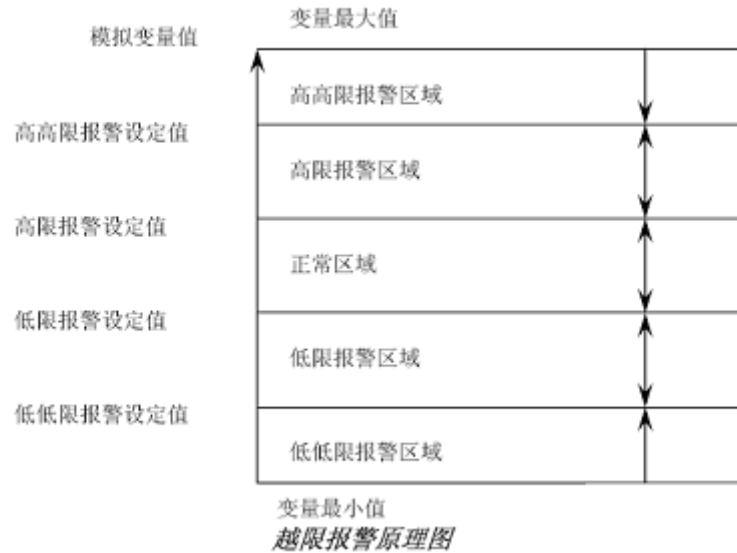 变量最大值
模拟变量值
高高限报警区域
高高限报警设定值
高限报警区域
高限报警设定值
正常区域
低限报警设定值
低限报警区域
低低限报警设定值
低低限报警区域
变量最小值
越限报警原理图